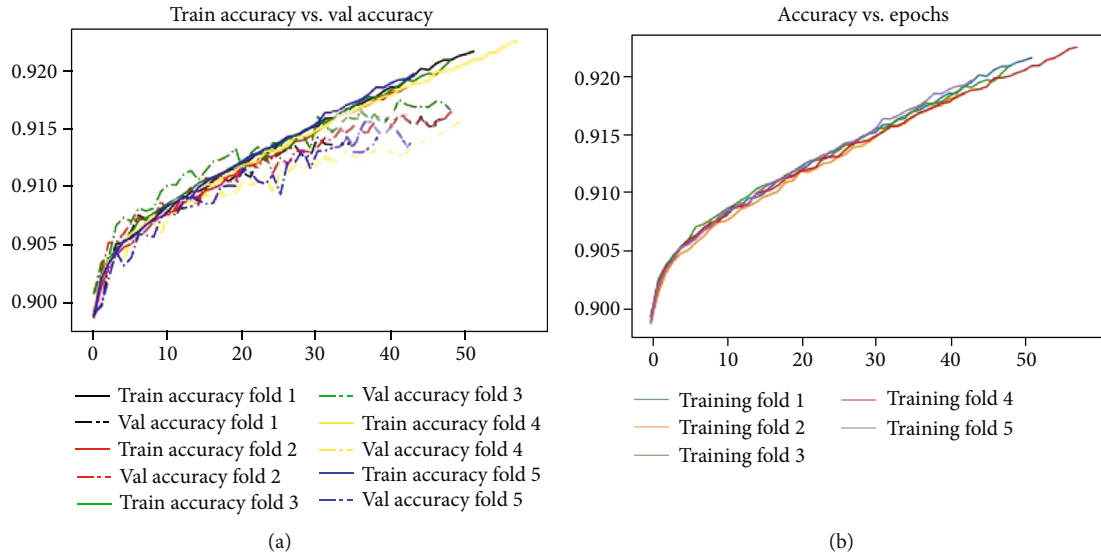 Train accuracy vs. val accuracy
0.920
0.915
0.910
0.905
0.900
0 10 20 30 40 50
Train accuracy fold 1
Val accuracy fold 1
Train accuracy fold 2
Val accuracy fold 2
Train accuracy fold 3
Val accuracy fold 3
Train accuracy fold 4
Val accuracy fold 4
Train accuracy fold 5
Val accuracy fold 5
(a)
Accuracy vs. epochs
0.920
0.915
0.910
0.905
0.900
0 10 20 30 40 50
Training fold 1
Training fold 2
Training fold 3
Training fold 4
Training fold 5
(b)